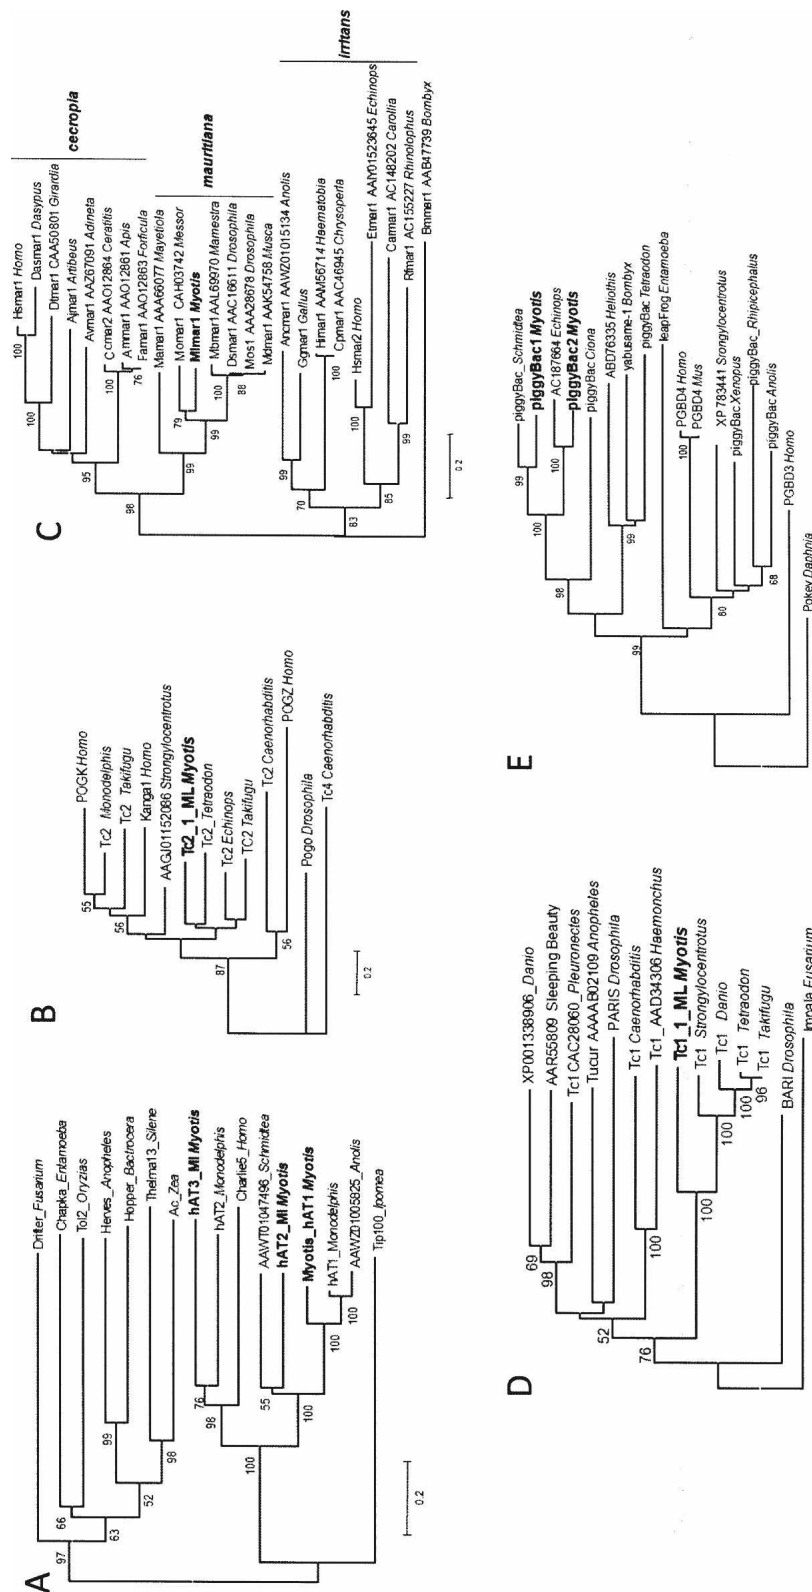 A
Drifter_Fusarium
97
Chapka_Entamoeba
66
Tol2_Oryzias
63
Herves_Anopheles
99
Hopper_Bactrocera
52
Thelma13_Silene
98
Ac_Zea
hAT3_Ml Myotis
76
hAT2_Monodelphis
98
Charlie5_Homo
100
AAWT01047496_Schmidtea
55
hAT2_Ml Myotis
100
Myotis_hAT1 Myotis
100
hAT1_Monodelphis
100
AAWZ01005825_Anolis
Tip100_Ipomea
0.2
B
POGK Homo
55
Tc2 Monodelphis
Tc2 Takifugu
56
Kanga1 Homo
AAGJ01152086 Strongylocentrotus
Tc2_1_ML Myotis
Tc2_Tetraodon
Tc2 Echinops
TC2 Takifugu
87
Tc2 Caenorhabditis
56
POGZ Homo
Pogo Drosophila
Tc4 Caenorhabditis
0.2
C
cecropia
Hsmar1 Homo
100
Dasmar1 Dasypus
100
Dtmar1 CAA50801 Girardia
Ajmar1 Artibeus
Avmar1 AAZ67091 Adineta
95
Ccmar2 AAO12864 Ceratitis
100
Ammar1 AAO12861 Apis
76
Famar1 AAO12863 Forficula
98
mauritiana
Mamar1 AAA66077 Mayetiola
Momar1 CAH03742 Messor
79
Mlmar1 Myotis
99
99
Mbmar1 AAL69970 Mamestra
100
Dsmar1 AAC16611 Drosophila
Mos1 AAA28678 Drosophila
88
Mdmar1 AAK54758 Musca
irritans
Ancmar1 AAWZ01015134 Anolis
99
Ggmar1 Gallus
70
Himar1 AAM56714 Haematobia
100
Cpmar1 AAC46945 Chrysoperla
83
Hsmar2 Homo
100
Etmar1 AAIY01523645 Echinops
85
Carmar1 AC148202 Carollia
99
Rfmar1 AC155227 Rhinolophus
Bmmar1 AAB47739 Bombyx
0.2
D
XP001338906_Danio
69
AAR55809 Sleeping Beauty
98
Tc1 CAC28060_Pleuronectes
Tucur AAAAB02109 Anopheles
PARIS Drosophila
52
Tc1 Caenorhabditis
100
Tc1_AAD34306 Haemonchus
76
Tc1_1_ML Myotis
100
Tc1 Strongylocentrotus
100
Tc1 Danio
100
Tc1 Tetraodon
96
Tc1 Takifugu
BARI Drosophila
Impala Fusarium
E
piggyBac_Schmidtea
99
piggyBac1 Myotis
100
AC187664 Echinops
100
piggyBac2 Myotis
98
piggyBac Ciona
ABD76335 Heliothis
yabusame-1 Bombyx
99
piggyBac Tetraodon
99
leapFrog Entamoeba
PGBD4 Homo
100
PGBD4 Mus
XP 783441 Strongylocentrotus
60
piggyBac Xenopus
piggyBac_Rhipicephalus
68
piggyBac Anolis
PGBD3 Homo
Pokey Daphnia